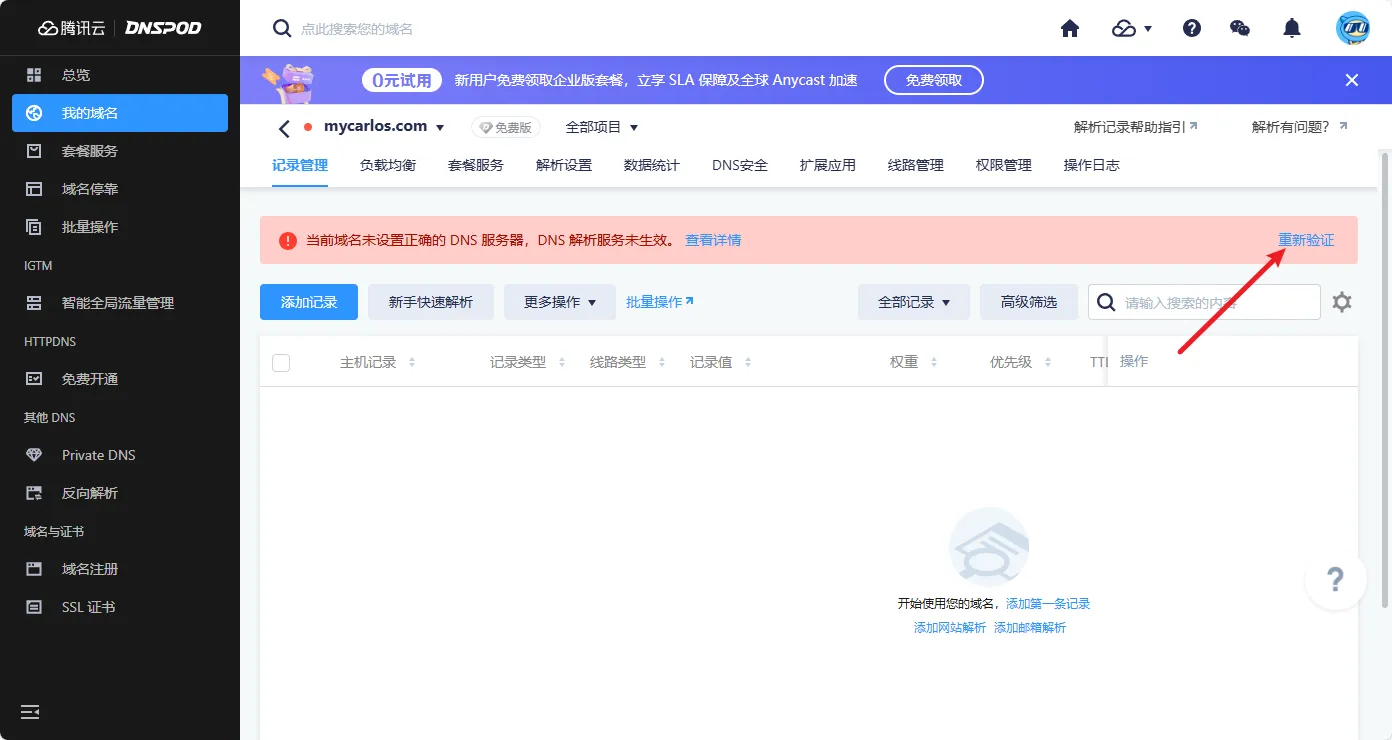 腾讯云 DNSPOD
点此搜索您的域名
总览
我的域名
套餐服务
域名停靠
批量操作
IGTM
智能全局流量管理
HTTPDNS
免费开通
其他 DNS
Private DNS
反向解析
域名与证书
域名注册
SSL 证书
0元试用 新用户免费领取企业版套餐，立享 SLA 保障及全球 Anycast 加速 免费领取
mycarlos.com 免费版 全部项目 解析记录帮助指引 解析有问题？
记录管理 负载均衡 套餐服务 解析设置 数据统计 DNS安全 扩展应用 线路管理 权限管理 操作日志
当前域名未设置正确的 DNS 服务器，DNS 解析服务未生效。 查看详情 重新验证
添加记录 新手快速解析 更多操作 批量操作 全部记录 高级筛选 请输入搜索的内容
主机记录 记录类型 线路类型 记录值 权重 优先级 TTL 操作
开始使用您的域名，添加第一条记录
添加网站解析 添加邮箱解析
?